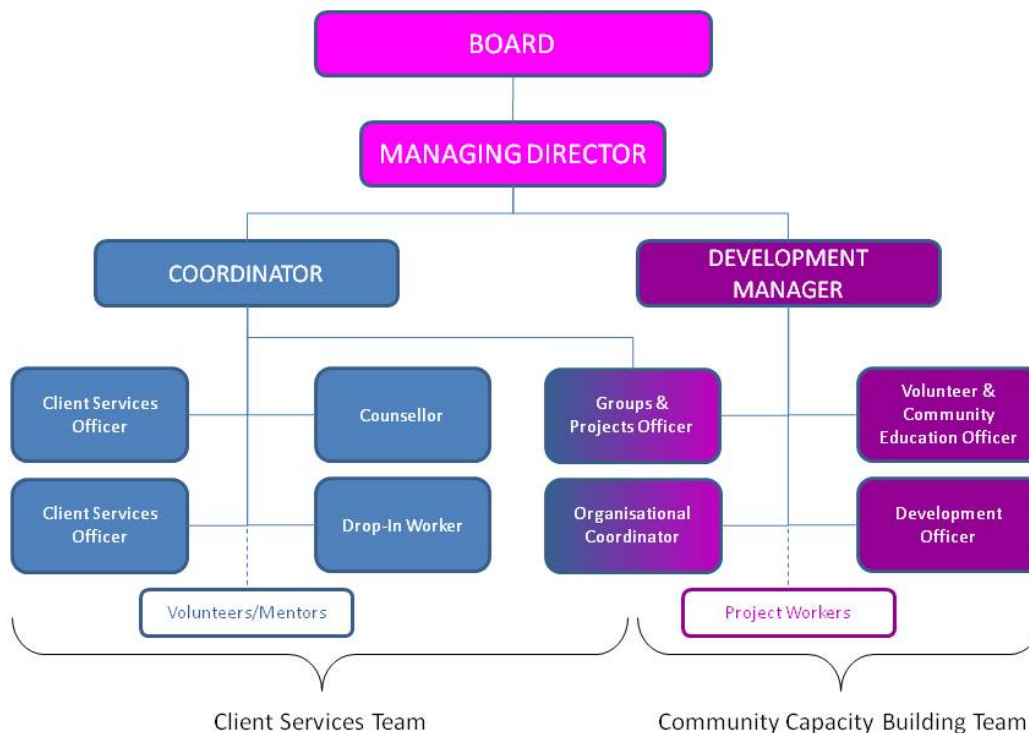 BOARD
MANAGING DIRECTOR
COORDINATOR
DEVELOPMENT
MANAGER
Client Services
Officer
Counsellor
Groups &
Projects Officer
Volunteer &
Community
Education Officer
Client Services
Officer
Drop-In Worker
Organisational
Coordinator
Development
Officer
Volunteers/Mentors
Project Workers
Client Services Team
Community Capacity Building Team